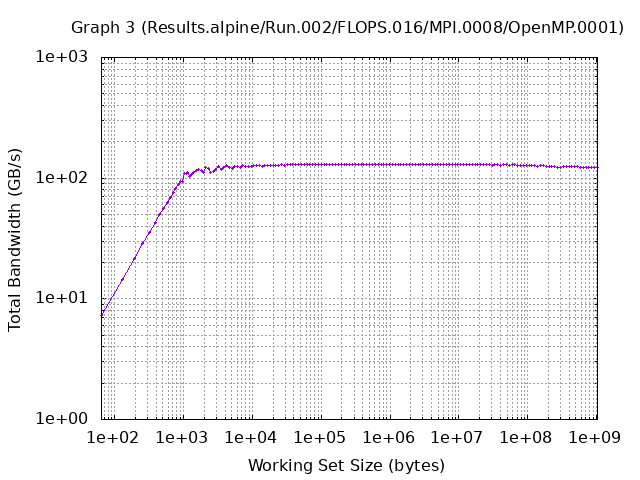 Graph 3 (Results.alpine/Run.002/FLOPS.016/MPI.0008/OpenMP.0001)
1e+03
1e+02
1e+01
1e+00
Total Bandwidth (GB/s)
1e+02 1e+03 1e+04 1e+05 1e+06 1e+07 1e+08 1e+09
Working Set Size (bytes)